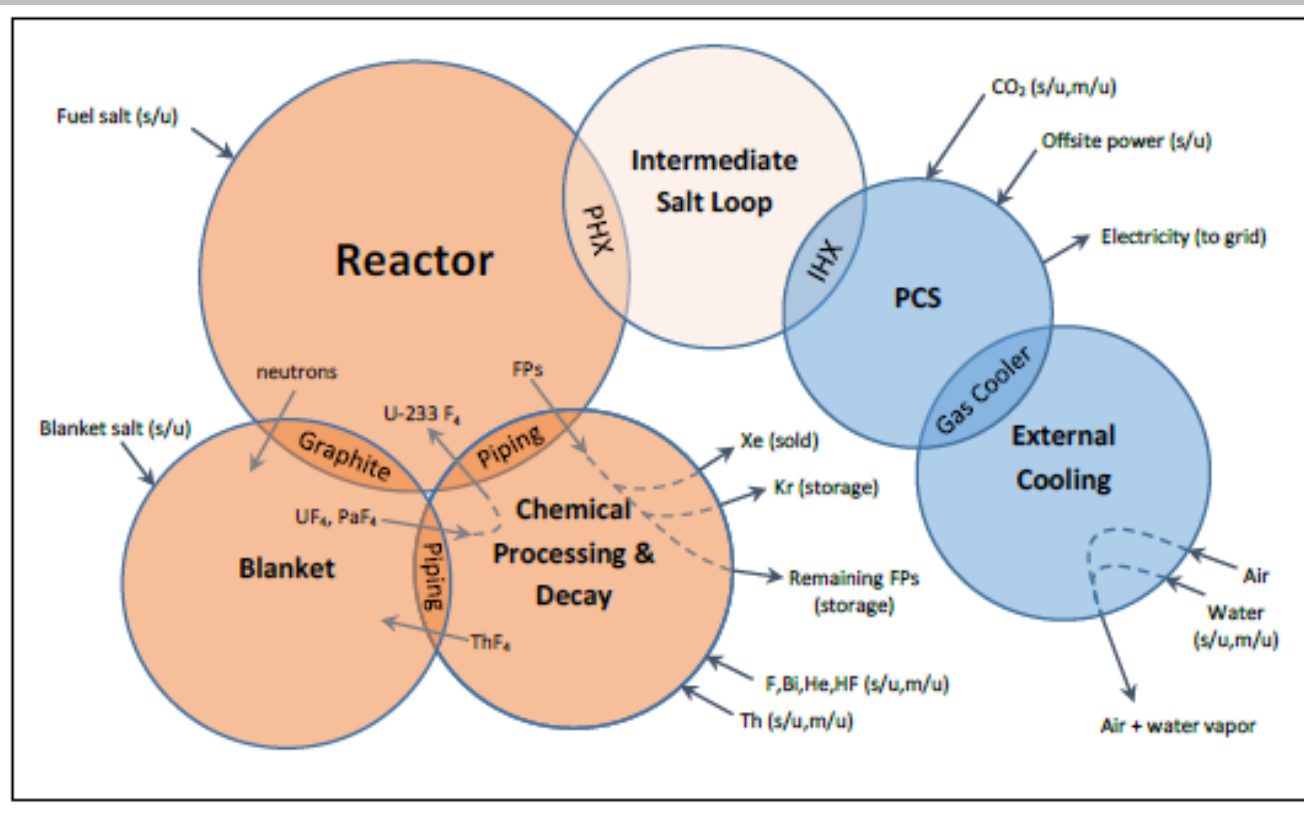 Fuel salt (s/u)
Reactor
PHX
Intermediate
Salt Loop
IHX
CO₂ (s/u,m/u)
Offsite power (s/u)
Electricity (to grid)
PCS
Gas Cooler
External
Cooling
Air
Water
(s/u,m/u)
Air + water vapor
neutrons
FPs
U-233 F₄
Blanket salt (s/u)
Graphite
Piping
Xe (sold)
Kr (storage)
UF₄, PaF₄
Chemical
Processing &
Decay
Blanket
Piping
Remaining FPs
(storage)
ThF₄
F,Bi,He,HF (s/u,m/u)
Th (s/u,m/u)